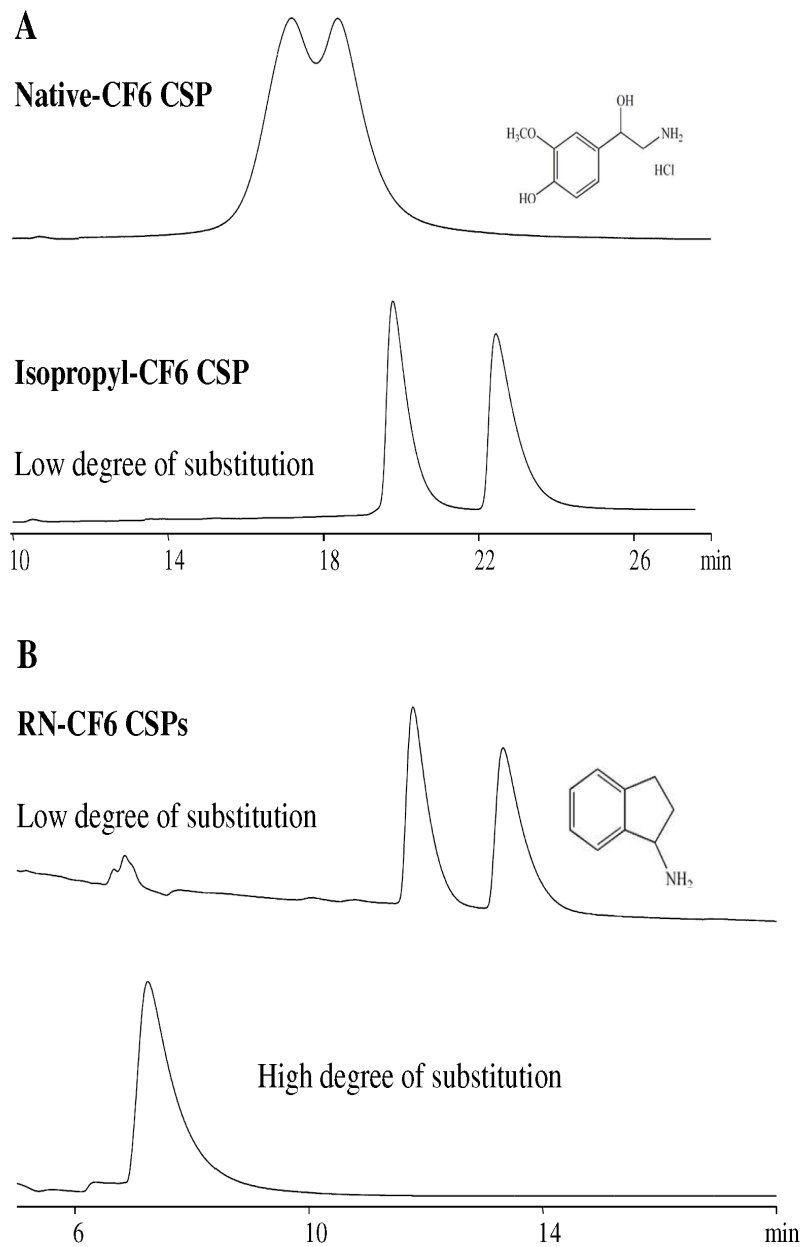 A
Native-CF6 CSP
OH
H₃CO
NH₂
HCl
HO
Isopropyl-CF6 CSP
Low degree of substitution
10 14 18 22 26 min
B
RN-CF6 CSPs
Low degree of substitution
NH₂
High degree of substitution
6 10 14 min